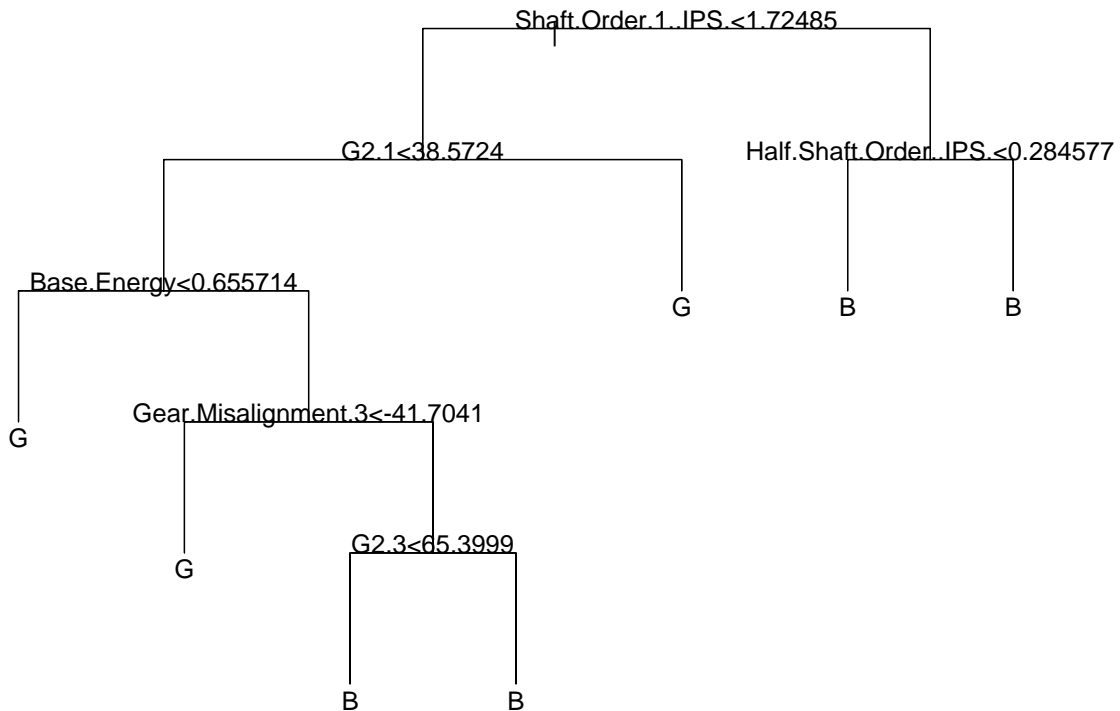 Shaft.Order.1..IPS.<1.72485
G2.1<38.5724
Half.Shaft.Order..IPS.<0.284577
Base.Energy<0.655714
G
B
B
Gear.Misalignment.3<-41.7041
G
G2.3<65.3999
G
B
B